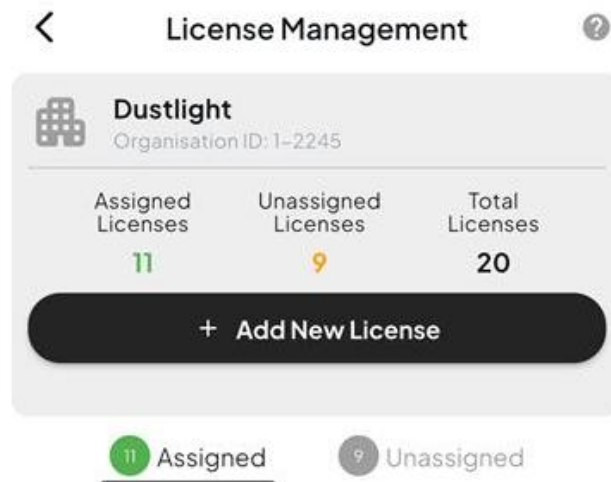 License Management
?
Dustlight
Organisation ID: 1-2245
Assigned Licenses
Unassigned Licenses
Total Licenses
11
9
20
+ Add New License
11 Assigned
9 Unassigned